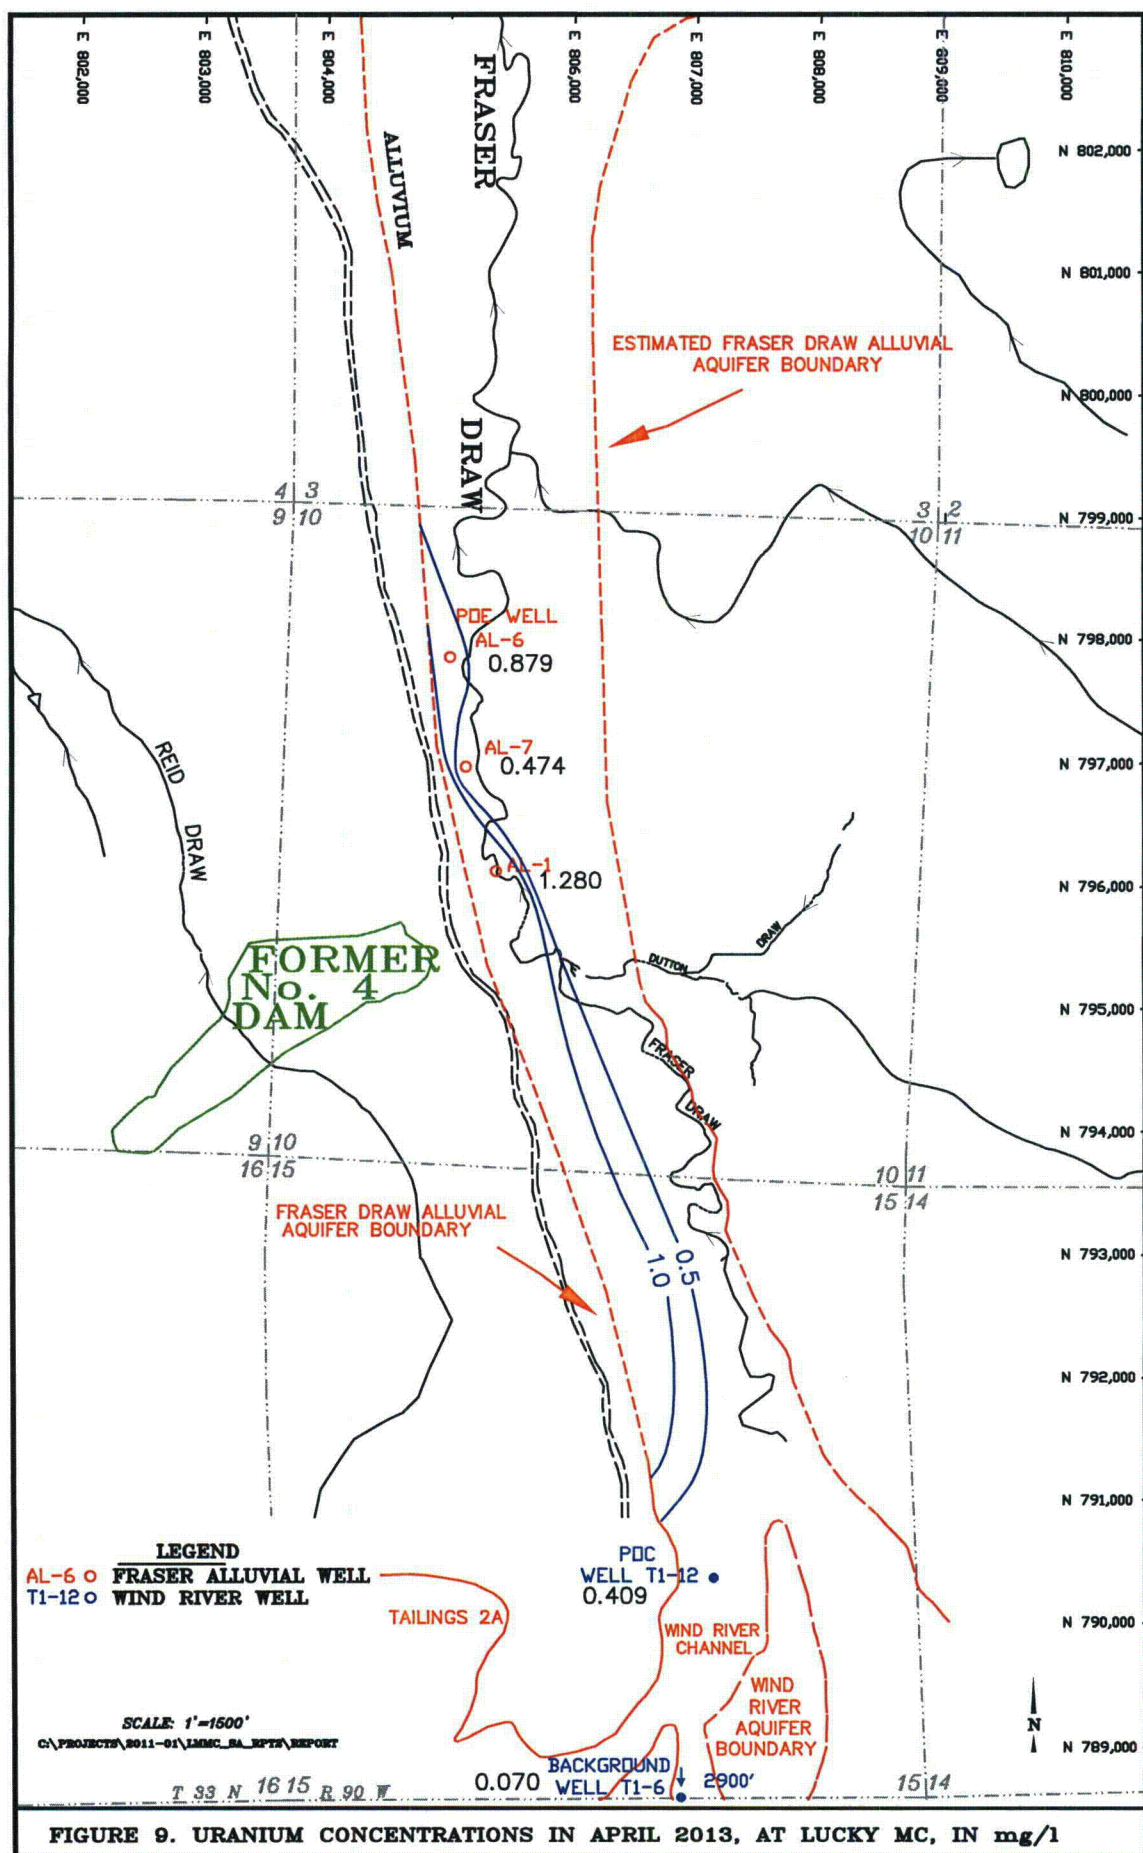 E 802,000
E 803,000
E 804,000
E 806,000
E 807,000
E 808,000
E 809,000
E 810,000
FRASER
DRAW
ALLUVIUM
N 802,000
N 801,000
ESTIMATED FRASER DRAW ALLUVIAL
AQUIFER BOUNDARY
N 800,000
4 3
9 10
3 2
10 11
N 799,000
POE WELL
AL-6
0.879
N 798,000
REID
DRAW
AL-7
0.474
N 797,000
AL-1
1.280
N 796,000
FORMER
No. 4
DAM
DUTTON
DRAW
N 795,000
FRASER
DRAW
9 10
16 15
N 794,000
10 11
15 14
FRASER DRAW ALLUVIAL
AQUIFER BOUNDARY
1.0
0.5
N 793,000
N 792,000
N 791,000
LEGEND
AL-6 FRASER ALLUVIAL WELL
T1-12 WIND RIVER WELL
POC
WELL T1-12
0.409
TAILINGS 2A
WIND RIVER
CHANNEL
N 790,000
WIND
RIVER
AQUIFER
BOUNDARY
N
SCALE: 1"=1500'
C:\PROJECTS\2011-01\LMMC_SA_RPTS\REPORT
N 789,000
0.070
BACKGROUND
WELL T1-6
2900'
T 33 N 16 15 R 90 W
15 14
FIGURE 9. URANIUM CONCENTRATIONS IN APRIL 2013, AT LUCKY MC, IN mg/l